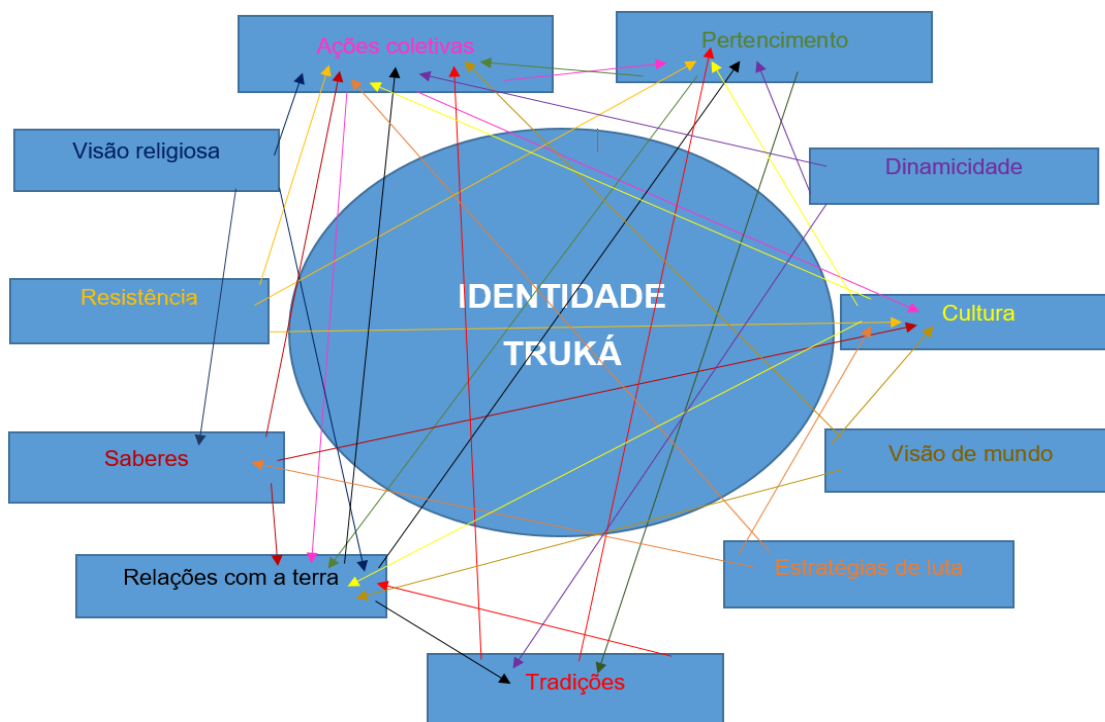 Ações coletivas
Pertencimento
Visão religiosa
Dinamicidade
Resistência
IDENTIDADE
TRUKÁ
Cultura
Saberes
Visão de mundo
Relações com a terra
Estratégias de luta
Tradições